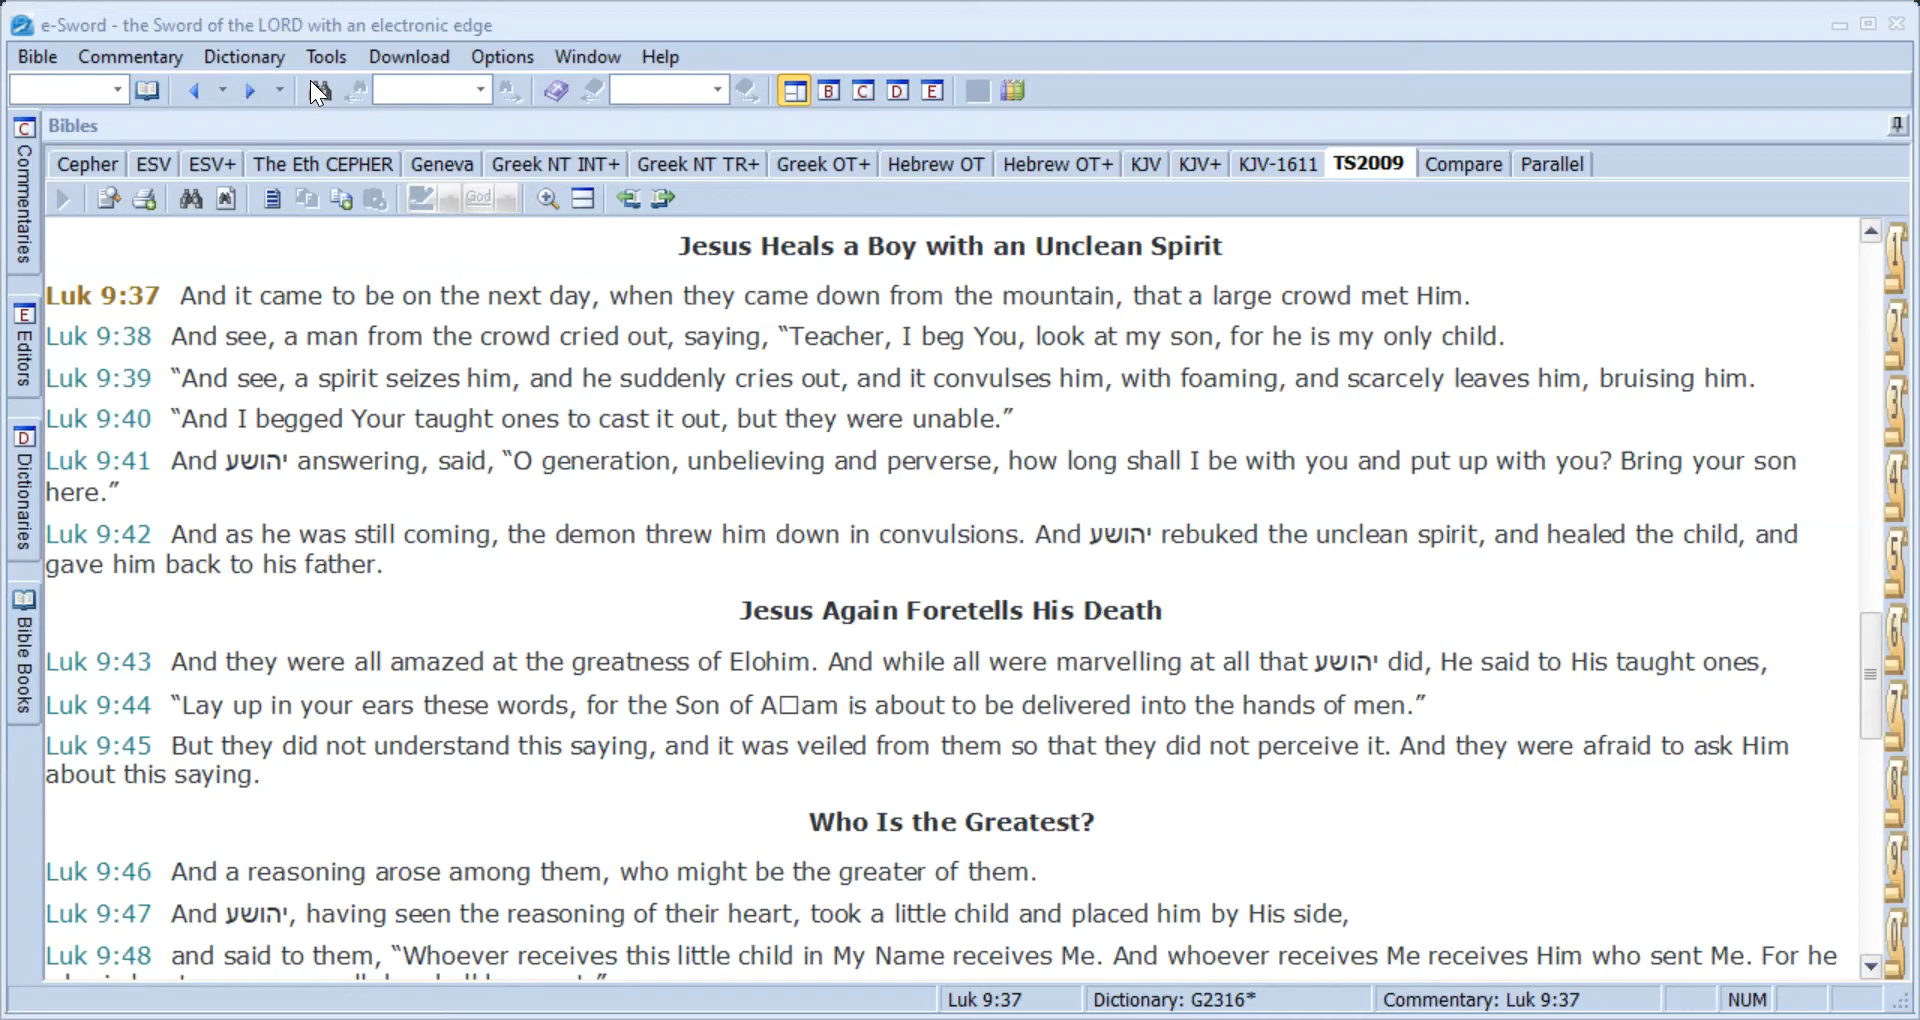 e-Sword - the Sword of the LORD with an electronic edge
Bible Commentary Dictionary Tools Download Options Window Help
B C D E
Bibles
Cepher ESV ESV+ The Eth CEPHER Geneva Greek NT INT+ Greek NT TR+ Greek OT+ Hebrew OT Hebrew OT+ KJV KJV+ KJV-1611 TS2009 Compare Parallel
God
C Commentaries
E Editors
D Dictionaries
Bible Books
Jesus Heals a Boy with an Unclean Spirit
Luk 9:37 And it came to be on the next day, when they came down from the mountain, that a large crowd met Him.
Luk 9:38 And see, a man from the crowd cried out, saying, “Teacher, I beg You, look at my son, for he is my only child.
Luk 9:39 “And see, a spirit seizes him, and he suddenly cries out, and it convulses him, with foaming, and scarcely leaves him, bruising him.
Luk 9:40 “And I begged Your taught ones to cast it out, but they were unable.”
Luk 9:41 And יהושע answering, said, “O generation, unbelieving and perverse, how long shall I be with you and put up with you? Bring your son
here.”
Luk 9:42 And as he was still coming, the demon threw him down in convulsions. And יהושע rebuked the unclean spirit, and healed the child, and
gave him back to his father.
Jesus Again Foretells His Death
Luk 9:43 And they were all amazed at the greatness of Elohim. And while all were marvelling at all that יהושע did, He said to His taught ones,
Luk 9:44 “Lay up in your ears these words, for the Son of A□am is about to be delivered into the hands of men.”
Luk 9:45 But they did not understand this saying, and it was veiled from them so that they did not perceive it. And they were afraid to ask Him
about this saying.
Who Is the Greatest?
Luk 9:46 And a reasoning arose among them, who might be the greater of them.
Luk 9:47 And יהושע, having seen the reasoning of their heart, took a little child and placed him by His side,
Luk 9:48 and said to them, “Whoever receives this little child in My Name receives Me. And whoever receives Me receives Him who sent Me. For he
1
2
3
4
5
6
7
8
9
0
Luk 9:37 Dictionary: G2316* Commentary: Luk 9:37 NUM